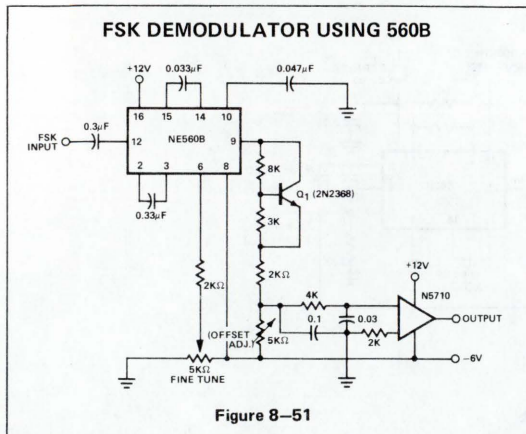 FSK DEMODULATOR USING 560B
+12V
0.033µF
0.047µF
16
15
14
10
0.3µF
FSK
INPUT
12
NE560B
9
2
3
6
8
8K
Q1 (2N2368)
3K
0.33µF
2KΩ
2KΩ
+12V
4K
N5710
(OFFSET
ADJ.)
5KΩ
0.1
0.03
2K
OUTPUT
5KΩ
FINE TUNE
−6V
Figure 8–51